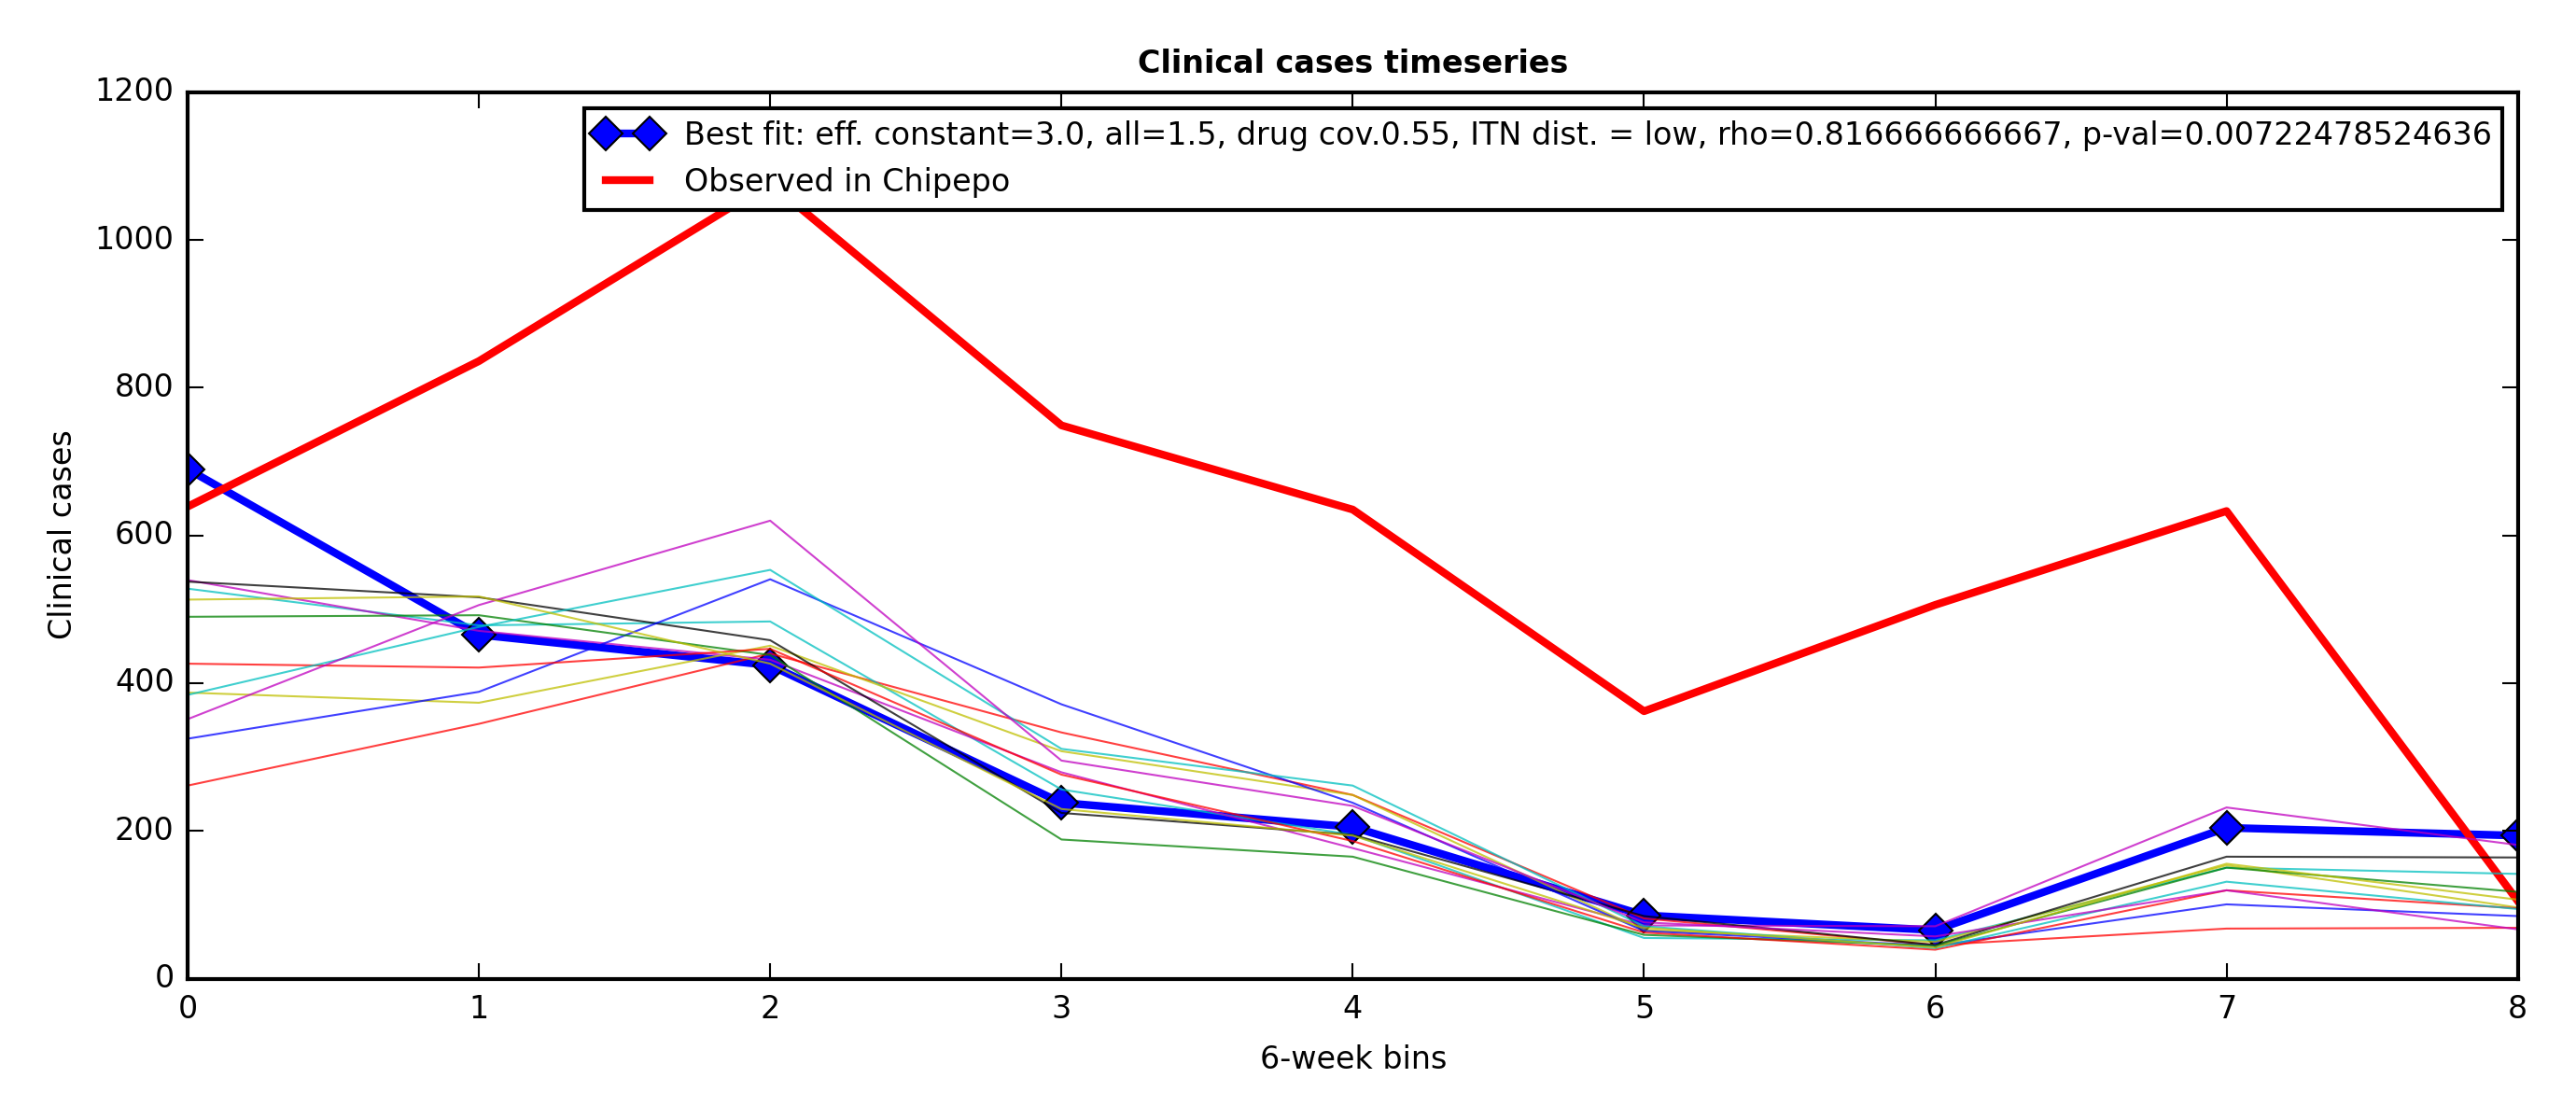 Clinical cases timeseries
Best fit: eff. constant=3.0, all=1.5, drug cov.0.55, ITN dist. = low, rho=0.816666666667, p-val=0.00722478524636
Observed in Chipepo
1200
1000
800
600
400
200
0
Clinical cases
0 1 2 3 4 5 6 7 8
6-week bins